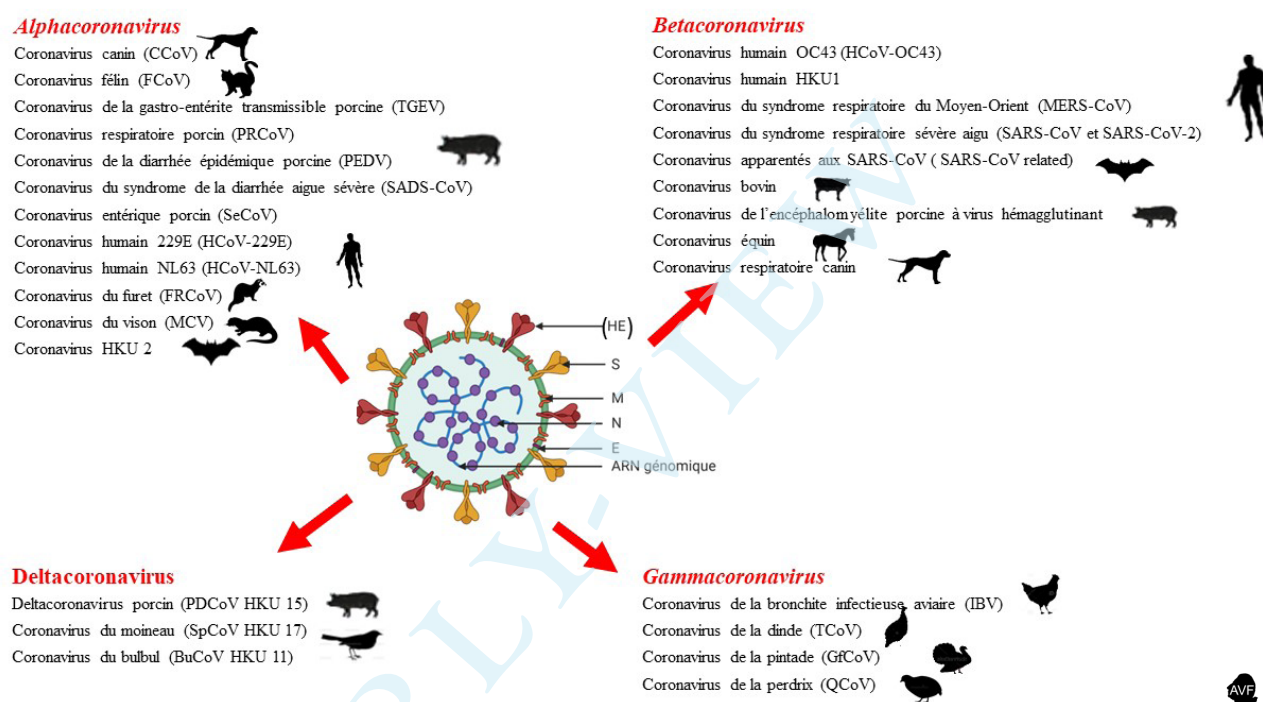 Alphacoronavirus
Coronavirus canin (CCoV)
Coronavirus félin (FCoV)
Coronavirus de la gastro-entérite transmissible porcine (TGEV)
Coronavirus respiratoire porcin (PRCoV)
Coronavirus de la diarrhée épidémique porcine (PEDV)
Coronavirus du syndrome de la diarrhée aigue sévère (SADS-CoV)
Coronavirus entérique porcin (SeCoV)
Coronavirus humain 229E (HCoV-229E)
Coronavirus humain NL63 (HCoV-NL63)
Coronavirus du furet (FRCoV)
Coronavirus du vison (MCV)
Coronavirus HKU 2
Betacoronavirus
Coronavirus humain OC43 (HCoV-OC43)
Coronavirus humain HKU1
Coronavirus du syndrome respiratoire du Moyen-Orient (MERS-CoV)
Coronavirus du syndrome respiratoire sévère aigu (SARS-CoV et SARS-CoV-2)
Coronavirus apparentés aux SARS-CoV ( SARS-CoV related)
Coronavirus bovin
Coronavirus de l'encéphalomyélite porcine à virus hémagglutinant
Coronavirus équin
Coronavirus respiratoire canin
(HE)
S
M
N
E
ARN génomique
Deltacoronavirus
Deltacoronavirus porcin (PDCoV HKU 15)
Coronavirus du moineau (SpCoV HKU 17)
Coronavirus du bulbul (BuCoV HKU 11)
Gammacoronavirus
Coronavirus de la bronchite infectieuse aviaire (IBV)
Coronavirus de la dinde (TCoV)
Coronavirus de la pintade (GfCoV)
Coronavirus de la perdrix (QCoV)
AVF
PLY-VIEW